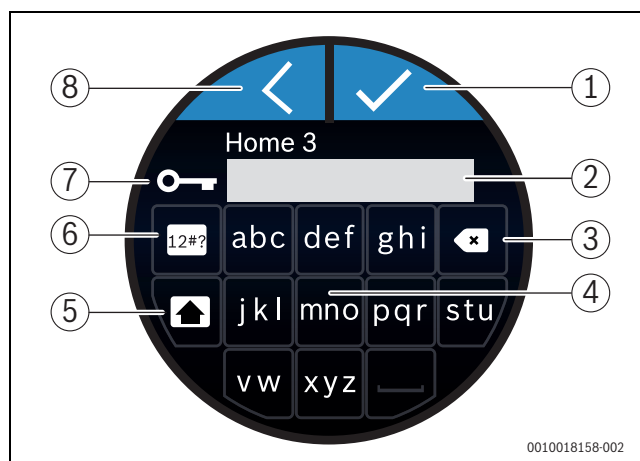 8 1
Home 3
7 2
6 12#? abc def ghi 3
5 jkl mno pqr stu 4
vw xyz
0010018158-002